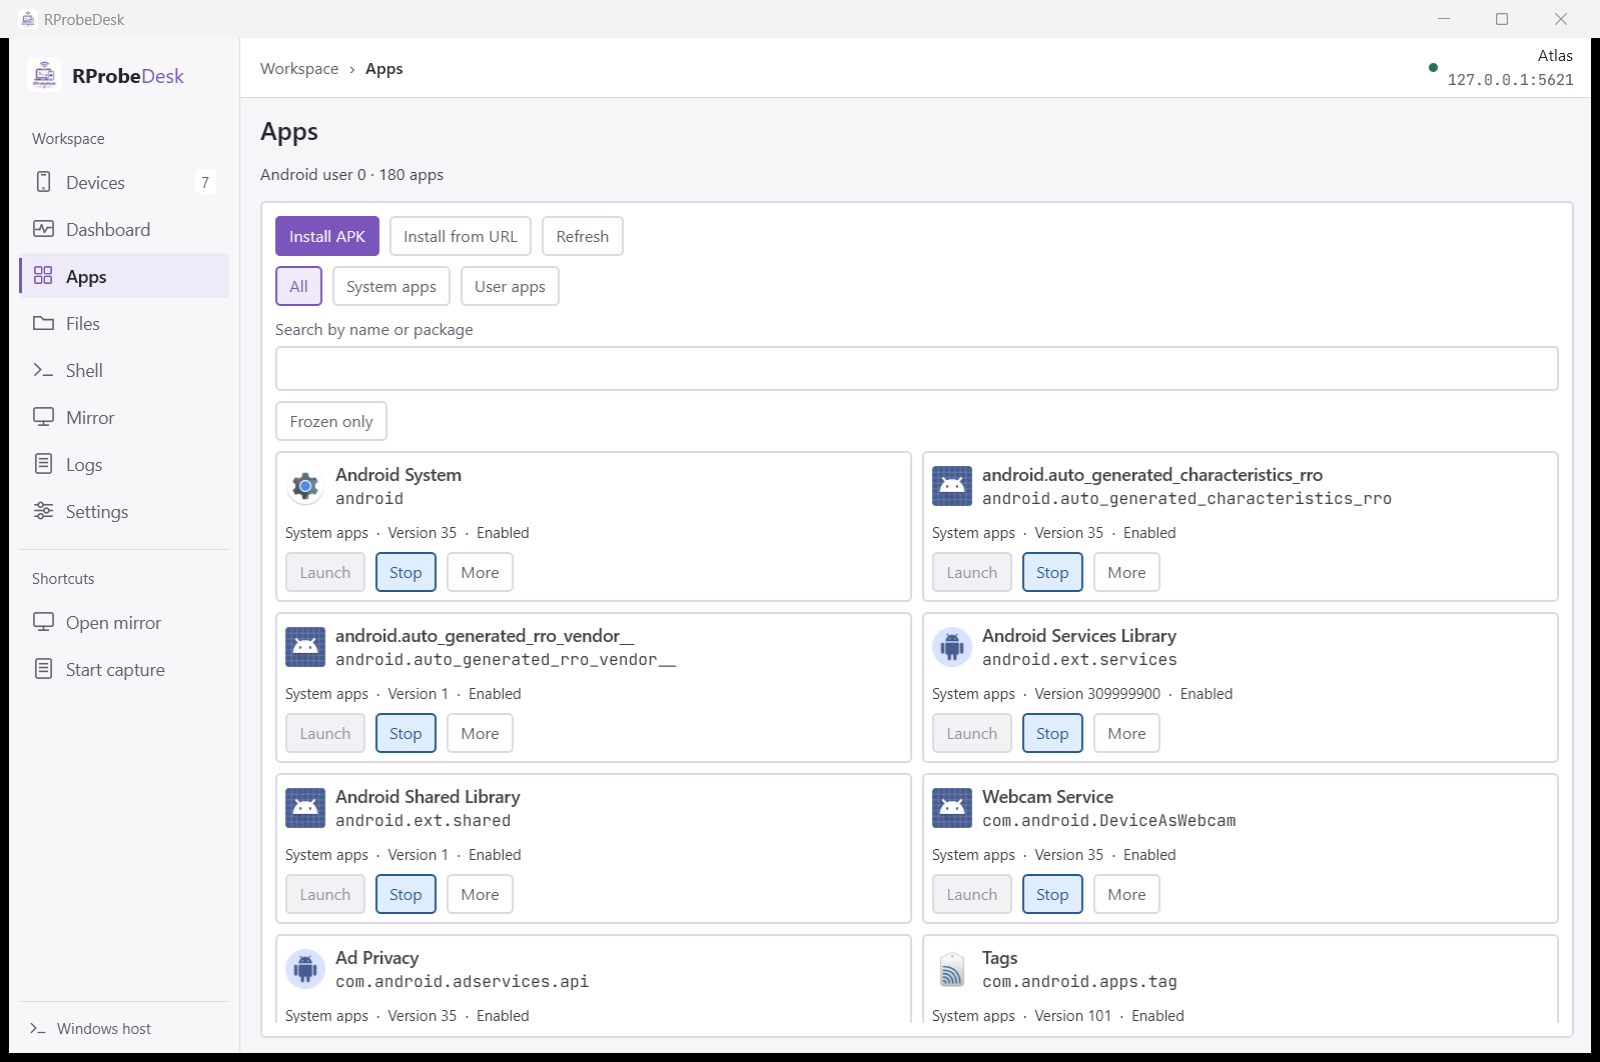 RProbeDesk
RProbeDesk
Workspace
Devices 7
Dashboard
Apps
Files
Shell
Mirror
Logs
Settings
Shortcuts
Open mirror
Start capture
Windows host
Workspace › Apps
Atlas
127.0.0.1:5621
Apps
Android user 0 · 180 apps
Install APK Install from URL Refresh
All System apps User apps
Search by name or package
Frozen only
Android System
android
System apps · Version 35 · Enabled
Launch Stop More
android.auto_generated_characteristics_rro
android.auto_generated_characteristics_rro
System apps · Version 35 · Enabled
Launch Stop More
android.auto_generated_rro_vendor__
android.auto_generated_rro_vendor__
System apps · Version 1 · Enabled
Launch Stop More
Android Services Library
android.ext.services
System apps · Version 309999900 · Enabled
Launch Stop More
Android Shared Library
android.ext.shared
System apps · Version 1 · Enabled
Launch Stop More
Webcam Service
com.android.DeviceAsWebcam
System apps · Version 35 · Enabled
Launch Stop More
Ad Privacy
com.android.adservices.api
System apps · Version 35 · Enabled
Tags
com.android.apps.tag
System apps · Version 101 · Enabled